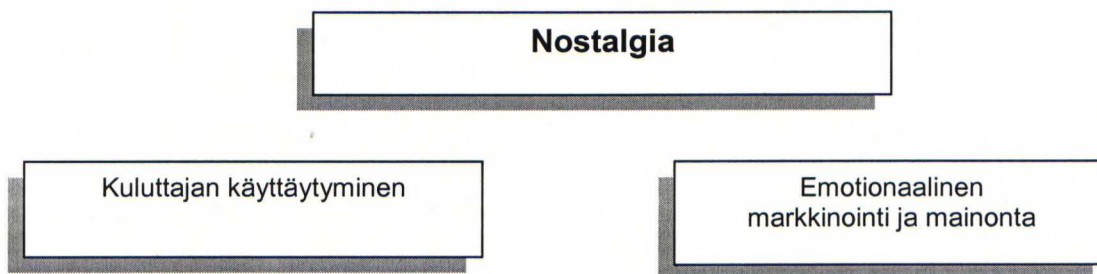 Nostalgia
Kuluttajan käyttäytyminen
Emotionaalinen
markkinointi ja mainonta